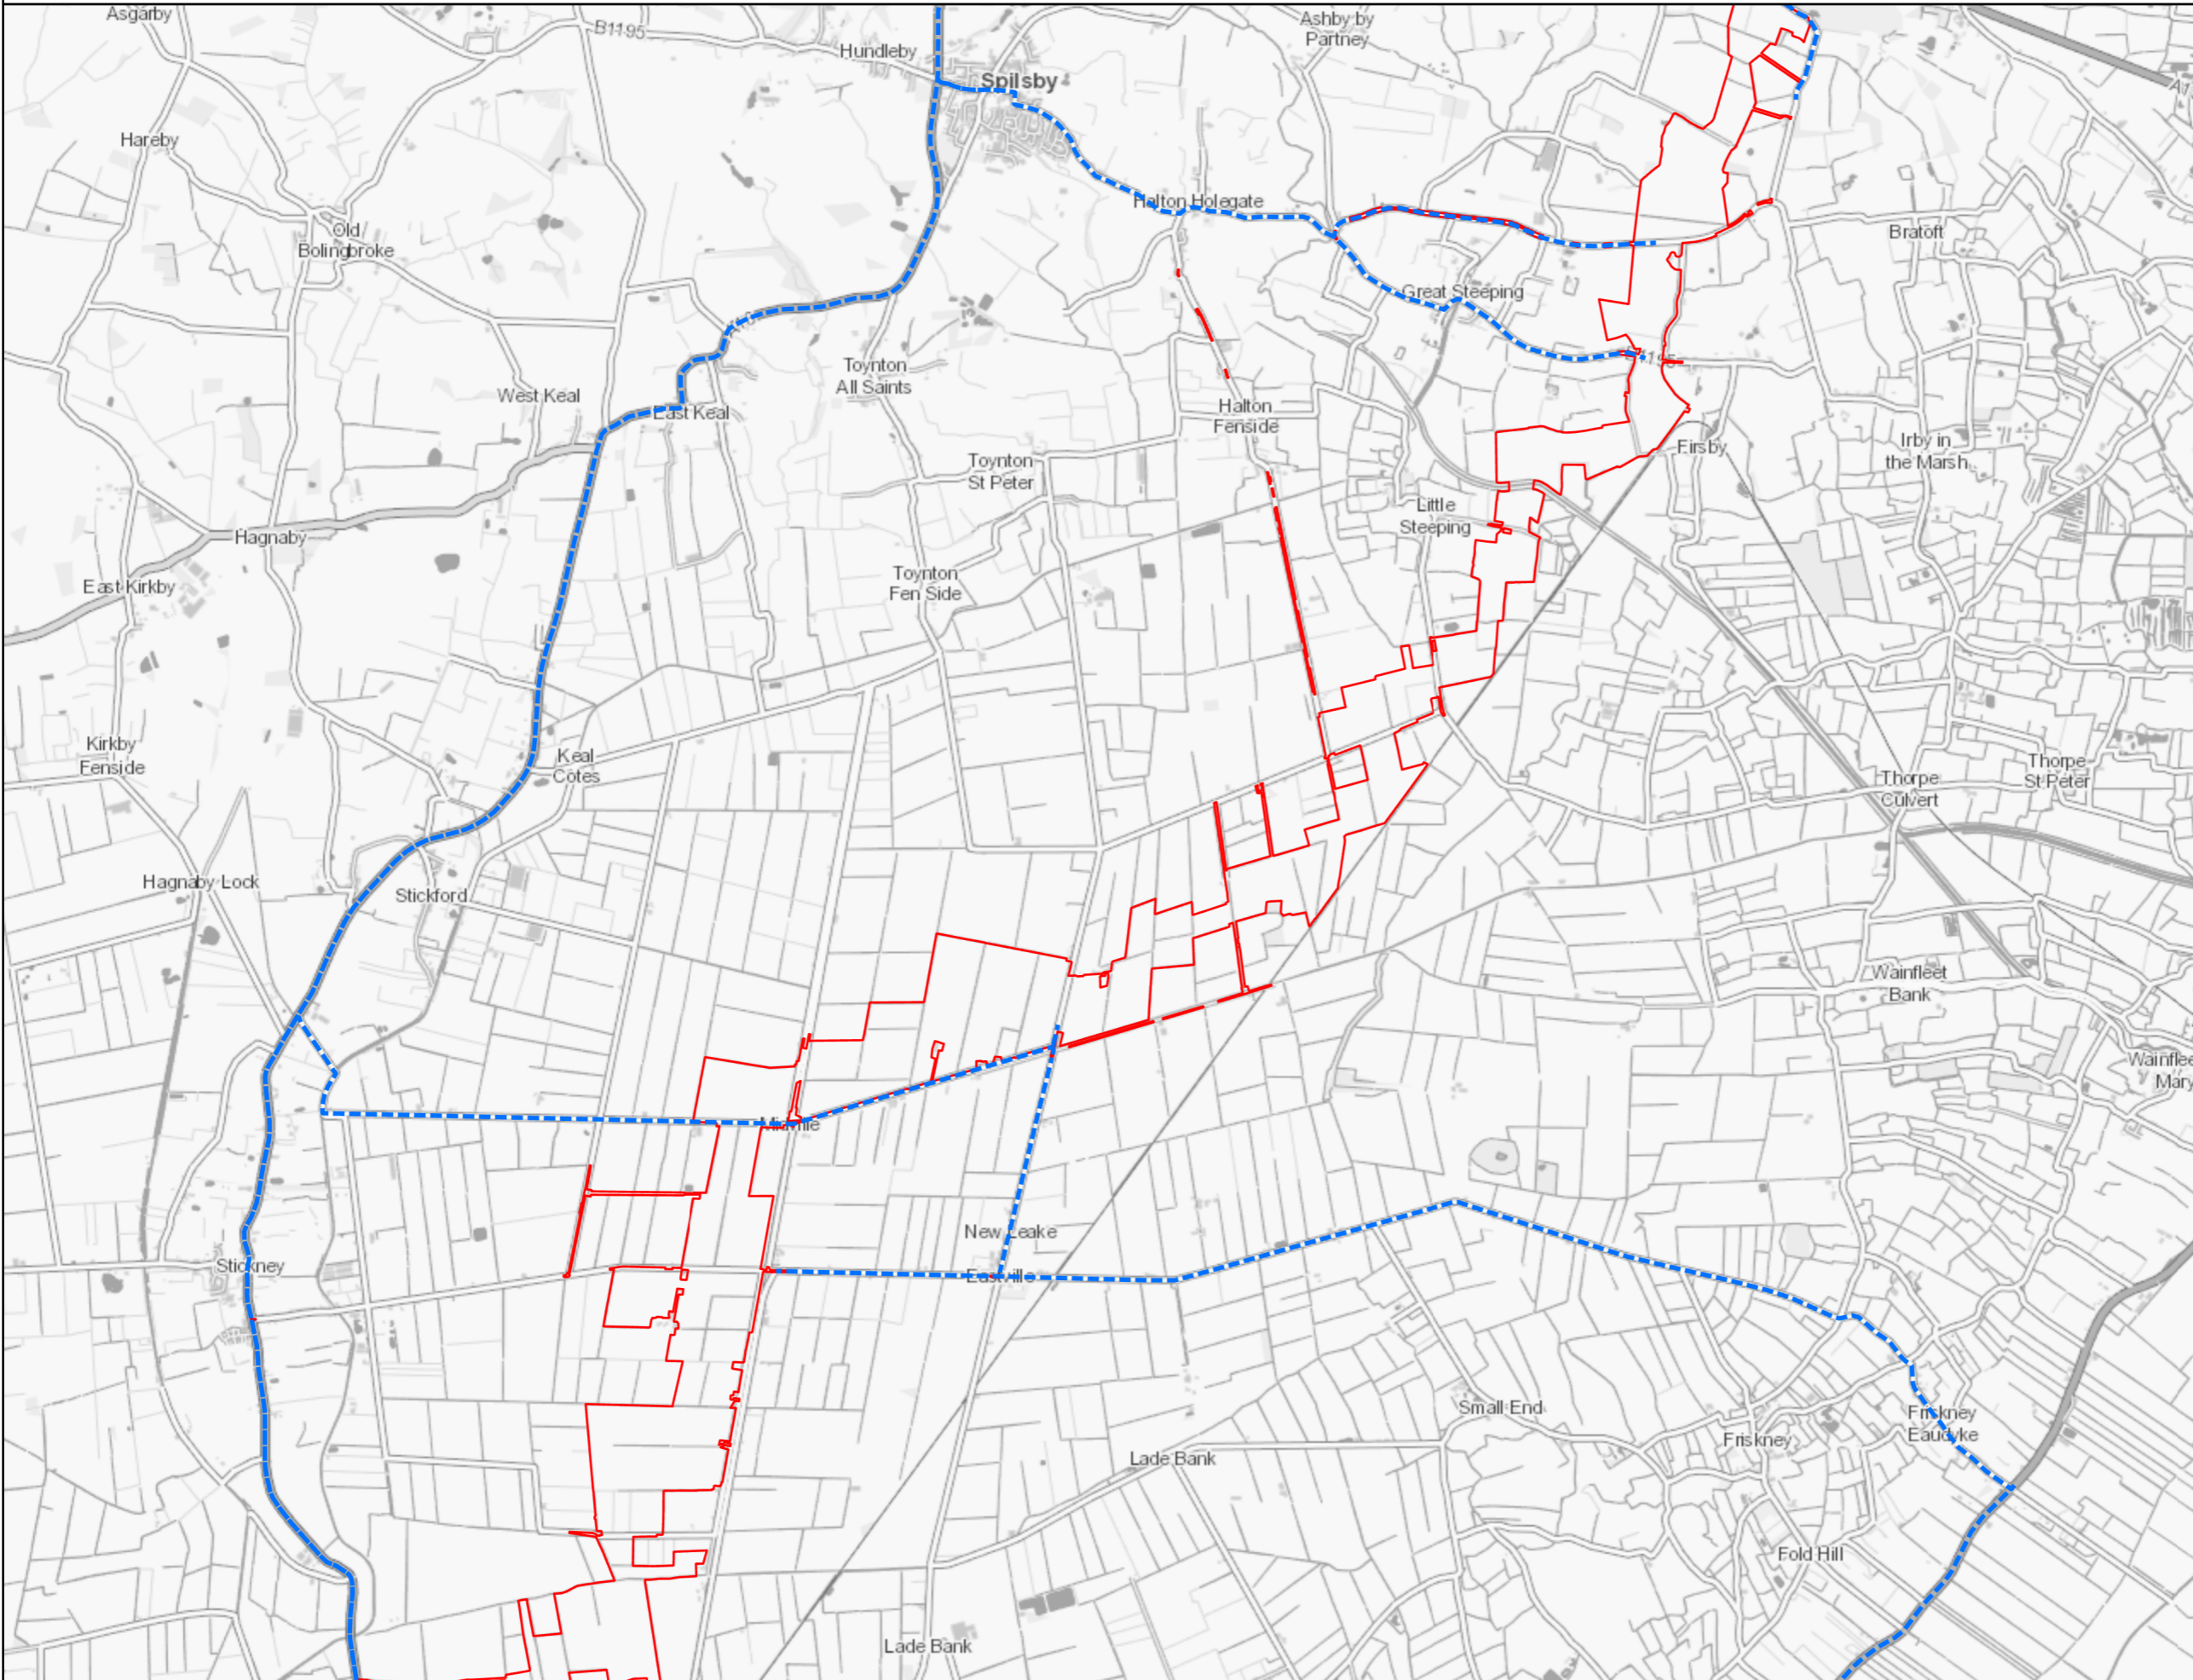 Asgarby
B1195
Hundleby
Ashby by
Partney
Spilsby
Hareby
Halton Holegate
Old
Bolingbroke
Bratoft
Great Steeping
Toynton
All Saints
West Keal
East Keal
Halton
Fenside
Firsby
Irby in
the Marsh
Toynton
St Peter
Little
Steeping
Hagnaby
Toynton
Fen Side
East Kirkby
Kirkby
Fenside
Keal
Cotes
Thorpe
St Peter
Thorpe
Culvert
Hagnaby Lock
Stickford
Wainfleet
Bank
Wainflee
Mary
New Leake
Stickney
Eastville
Small End
Friskney
Eaudyke
Friskney
Lade Bank
Fold Hill
Lade Bank